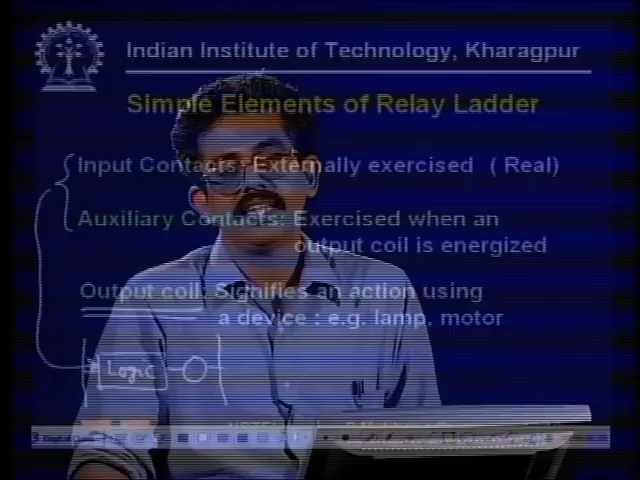 Indian Institute of Technology, Kharagpur
Simple Elements of Relay Ladder
Input Contacts: Externally exercised ( Real)
Auxiliary Contacts: Exercised when an
output coil is energized
Output coil: Signifies an action using
a device : e.g. lamp, motor
Logic